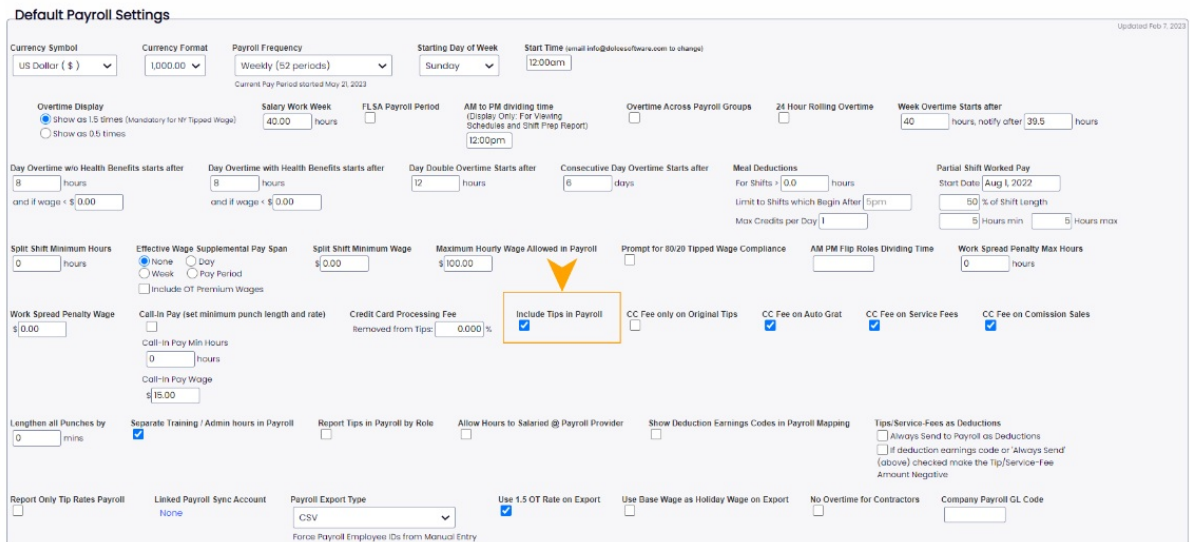 Default Payroll Settings
Updated Feb 7, 2023
Currency Symbol Currency Format Payroll Frequency Starting Day of Week Start Time (email info@dolcesoftware.com to change)
US Dollar ( $ ) 1,000.00 Weekly (52 periods) Sunday 12:00am
Current Pay Period started May 21, 2023
Overtime Display Salary Work Week FLSA Payroll Period AM to PM dividing time Overtime Across Payroll Groups 24 Hour Rolling Overtime Week Overtime Starts after
Show as 1.5 times (Mandatory for NY Tipped Wage) 40.00 hours (Display Only: For Viewing 40 hours, notify after 39.5 hours
Show as 0.5 times Schedules and Shift Prep Report)
12:00pm
Day Overtime w/o Health Benefits starts after Day Overtime with Health Benefits starts after Day Double Overtime Starts after Consecutive Day Overtime Starts after Meal Deductions Partial Shift Worked Pay
8 hours 8 hours 12 hours 6 days For Shifts > 0.0 hours Start Date Aug 1, 2022
and if wage < $ 0.00 and if wage < $ 0.00 Limit to Shifts which Begin After 5pm 50 % of Shift Length
Max Credits per Day 1 5 Hours min 5 Hours max
Split Shift Minimum Hours Effective Wage Supplemental Pay Span Split Shift Minimum Wage Maximum Hourly Wage Allowed in Payroll Prompt for 80/20 Tipped Wage Compliance AM PM Flip Roles Dividing Time Work Spread Penalty Max Hours
0 hours None Day $ 0.00 $ 100.00 0 hours
Week Pay Period
Include OT Premium Wages
Work Spread Penalty Wage Call-In Pay (set minimum punch length and rate) Credit Card Processing Fee Include Tips in Payroll CC Fee only on Original Tips CC Fee on Auto Grat CC Fee on Service Fees CC Fee on Comission Sales
$ 0.00 Removed from Tips: 0.000 %
Call-In Pay Min Hours
0 hours
Call-In Pay Wage
$ 15.00
Lengthen all Punches by Separate Training / Admin hours in Payroll Report Tips in Payroll by Role Allow Hours to Salaried @ Payroll Provider Show Deduction Earnings Codes in Payroll Mapping Tips/Service-Fees as Deductions
0 mins Always Send to Payroll as Deductions
If deduction earnings code or 'Always Send'
(above) checked make the Tip/Service-Fee
Amount Negative
Report Only Tip Rates Payroll Linked Payroll Sync Account Payroll Export Type Use 1.5 OT Rate on Export Use Base Wage as Holiday Wage on Export No Overtime for Contractors Company Payroll GL Code
None CSV
Force Payroll Employee IDs from Manual Entry